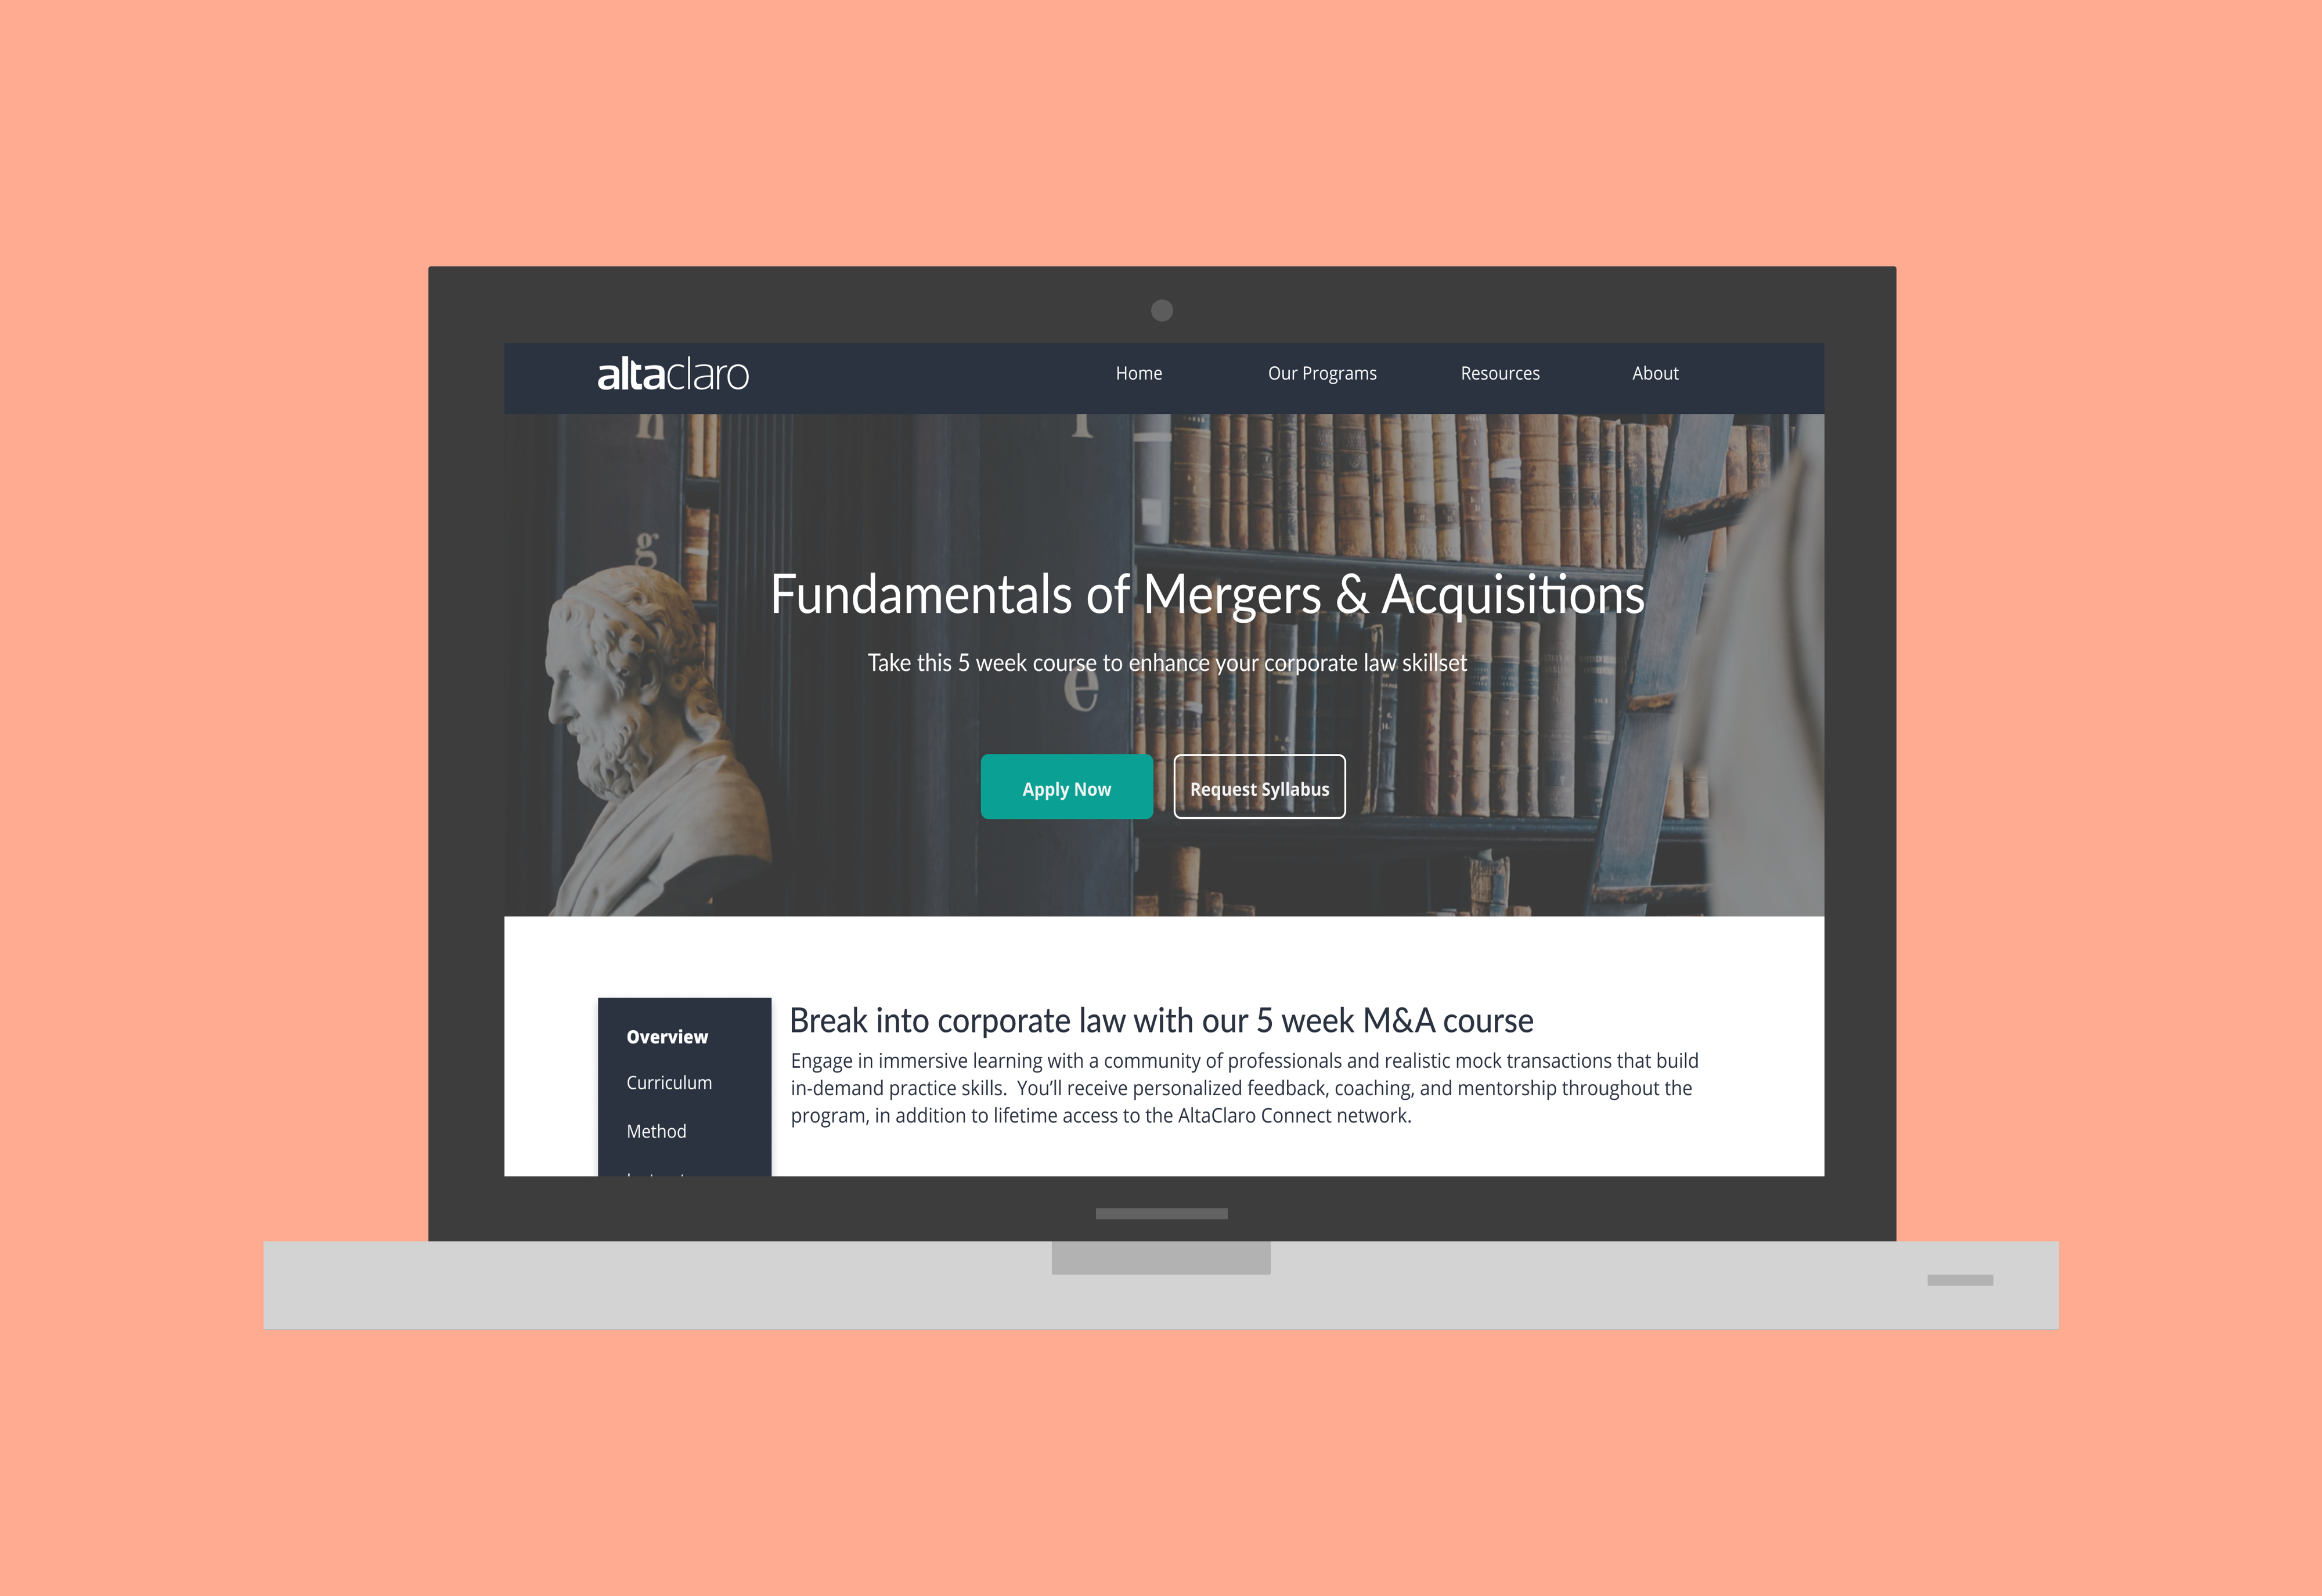 altaclaro
Home Our Programs Resources About
n
g
Fundamentals of Mergers & Acquisitions
Take this 5 week course to enhance your corporate law skillset
e
Apply Now Request Syllabus
Overview
Curriculum
Method
Break into corporate law with our 5 week M&A course
Engage in immersive learning with a community of professionals and realistic mock transactions that build
in-demand practice skills.  You’ll receive personalized feedback, coaching, and mentorship throughout the
program, in addition to lifetime access to the AltaClaro Connect network.